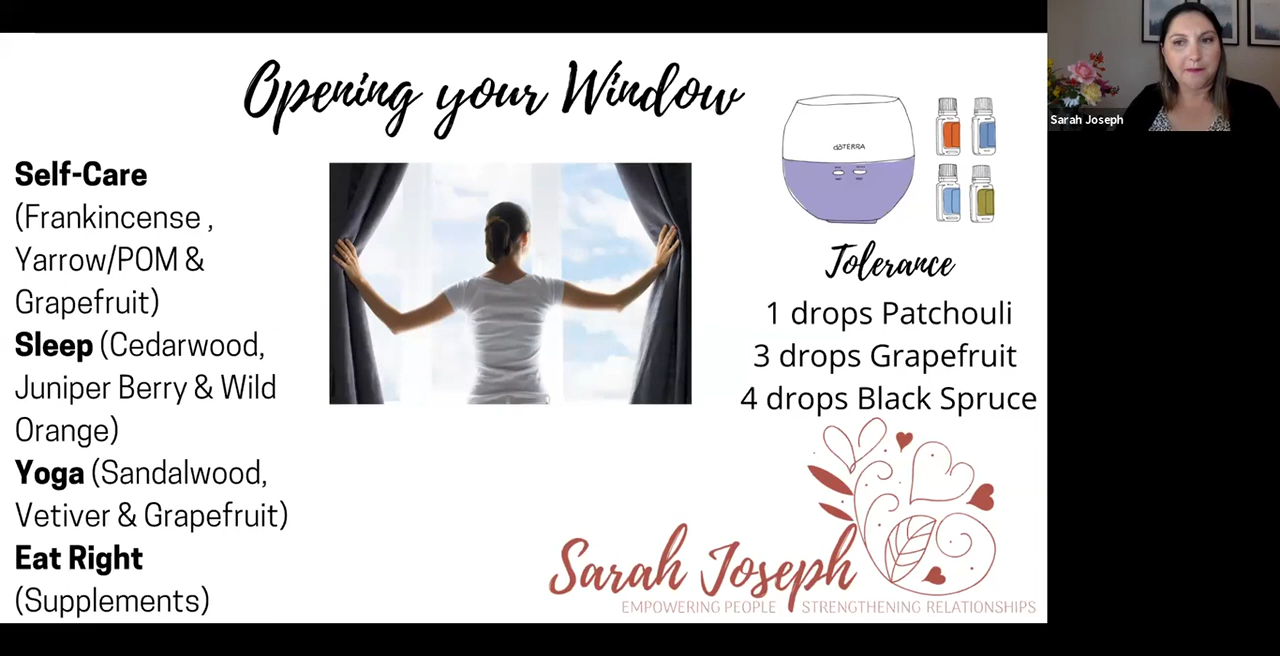 Opening your Window
Self-Care
(Frankincense ,
Yarrow/POM &
Grapefruit)
Sleep (Cedarwood,
Juniper Berry & Wild
Orange)
Yoga (Sandalwood,
Vetiver & Grapefruit)
Eat Right
(Supplements)
dōTERRA
Tolerance
1 drops Patchouli
3 drops Grapefruit
4 drops Black Spruce
Sarah Joseph
EMPOWERING PEOPLE STRENGTHENING RELATIONSHIPS
Sarah Joseph